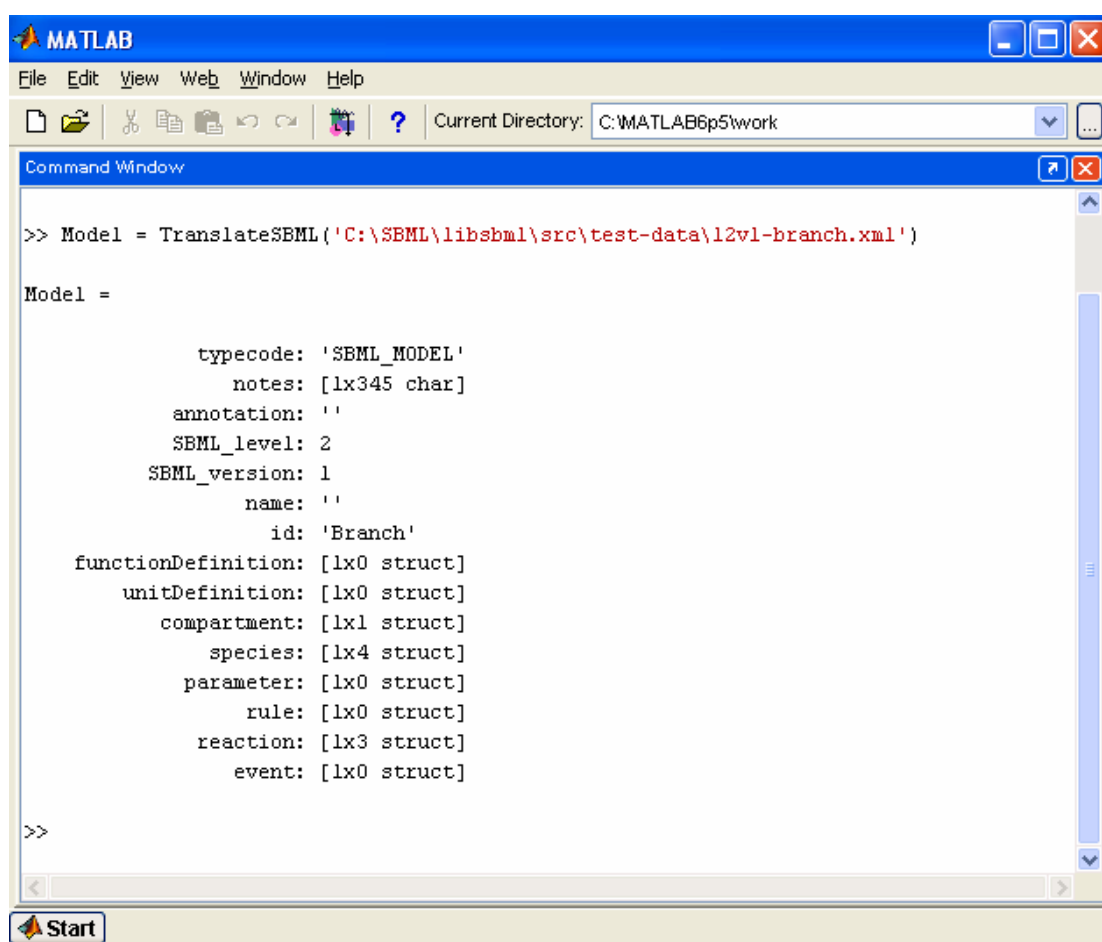 MATLAB
File Edit View Web Window Help
? Current Directory: C:\MATLAB6p5\work ...
Command Window
>> Model = TranslateSBML('C:\SBML\libsbml\src\test-data\l2v1-branch.xml')
Model =
typecode: 'SBML_MODEL'
notes: [1x345 char]
annotation: ''
SBML_level: 2
SBML_version: 1
name: ''
id: 'Branch'
functionDefinition: [1x0 struct]
unitDefinition: [1x0 struct]
compartment: [1x1 struct]
species: [1x4 struct]
parameter: [1x0 struct]
rule: [1x0 struct]
reaction: [1x3 struct]
event: [1x0 struct]
>>
Start